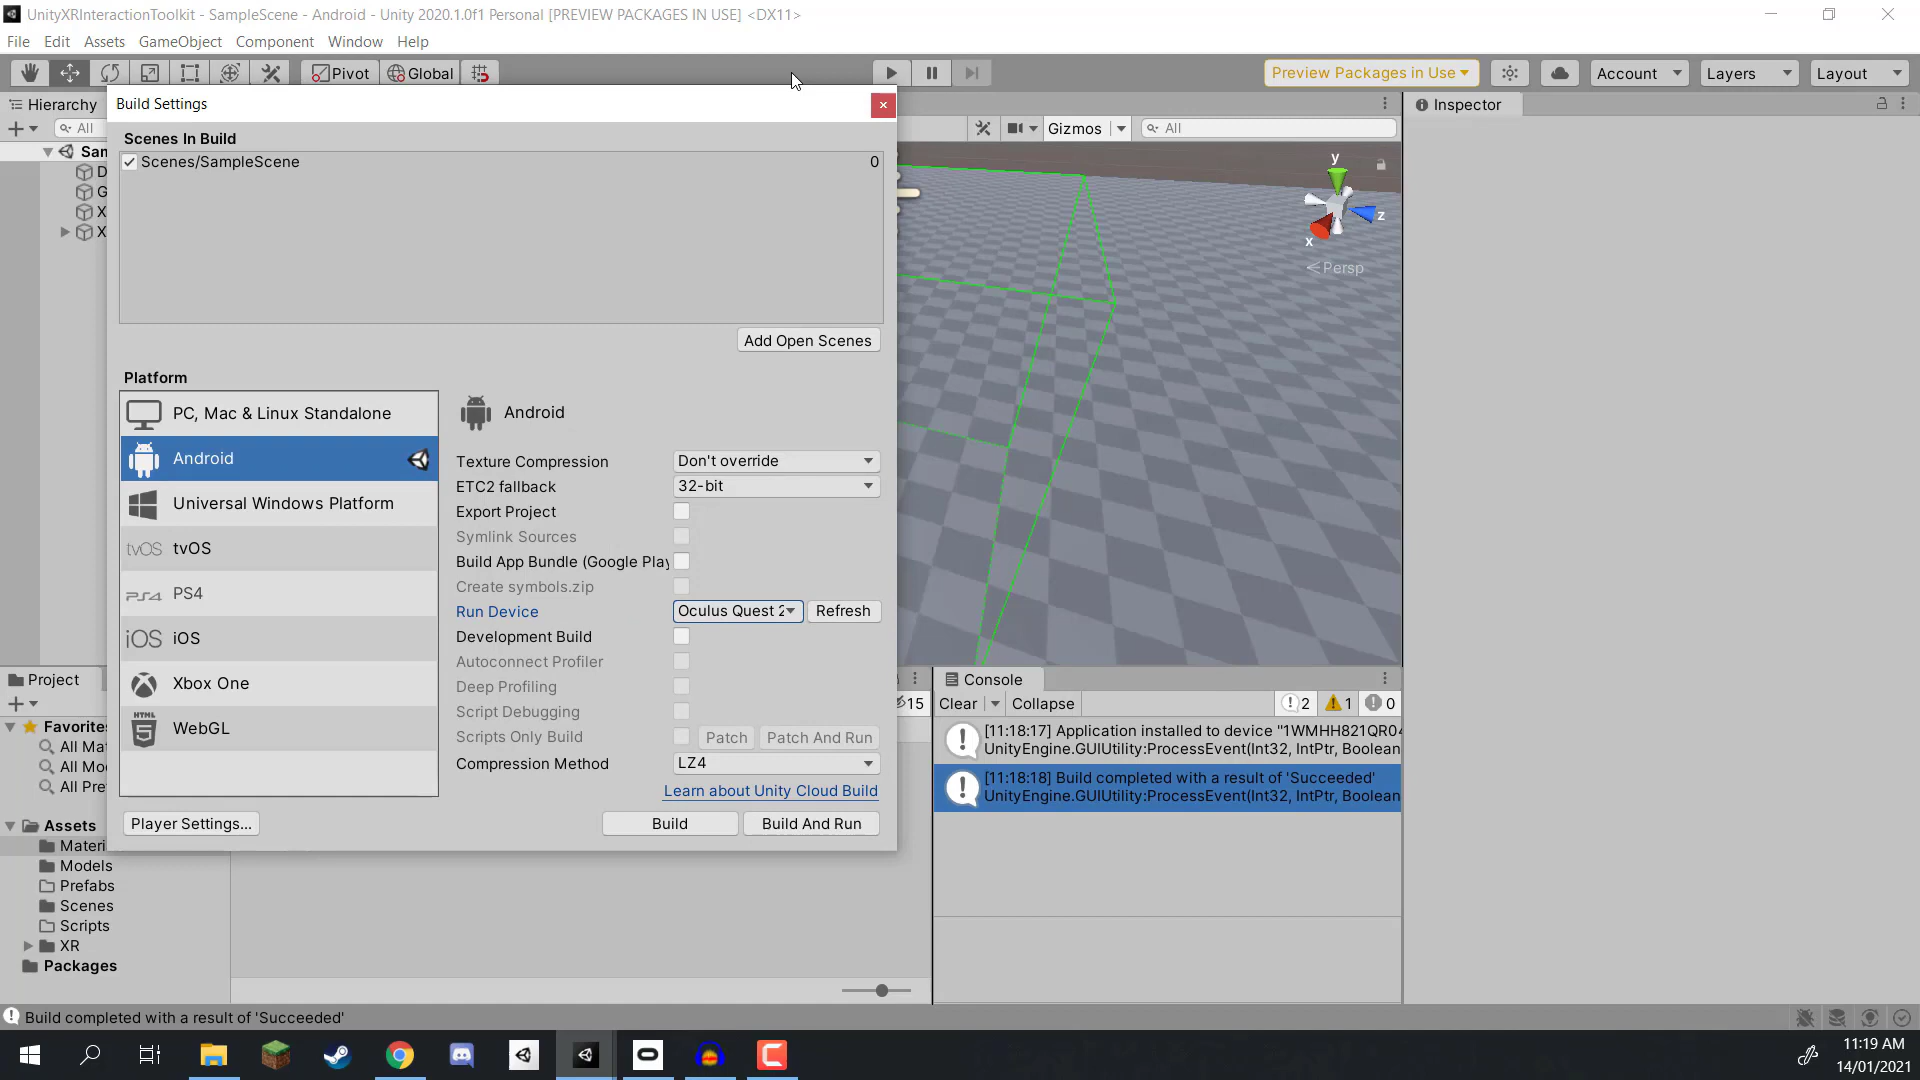 UnityXRInteractionToolkit - SampleScene - Android - Unity 2020.1.0f1 Personal [PREVIEW PACKAGES IN USE] <DX11>
File Edit Assets GameObject Component Window Help
Pivot Global Preview Packages in Use Account Layers Layout
Hierarchy
All
Build Settings
Scenes In Build
Scenes/SampleScene 0
Add Open Scenes
Platform
PC, Mac & Linux Standalone
Android
Universal Windows Platform
tvOS tvOS
PS4 PS4
iOS iOS
Xbox One
HTML
WebGL
Android
Texture Compression Don't override
ETC2 fallback 32-bit
Export Project
Symlink Sources
Build App Bundle (Google Play
Create symbols.zip
Run Device Oculus Quest 2 Refresh
Development Build
Autoconnect Profiler
Deep Profiling
Script Debugging
Scripts Only Build Patch Patch And Run
Compression Method LZ4
Learn about Unity Cloud Build
Player Settings... Build Build And Run
Sam
D
G
X
X
Gizmos All
y
z
x
Persp
Inspector
Project
15
Favorites
All Mat
All Mod
All Pre
Assets
Materi
Models
Prefabs
Scenes
Scripts
XR
Packages
Console
Clear Collapse 2 1 0
[11:18:17] Application installed to device "1WMHH821QR04
UnityEngine.GUIUtility:ProcessEvent(Int32, IntPtr, Boolean
[11:18:18] Build completed with a result of 'Succeeded'
UnityEngine.GUIUtility:ProcessEvent(Int32, IntPtr, Boolean
Build completed with a result of 'Succeeded'
11:19 AM
14/01/2021